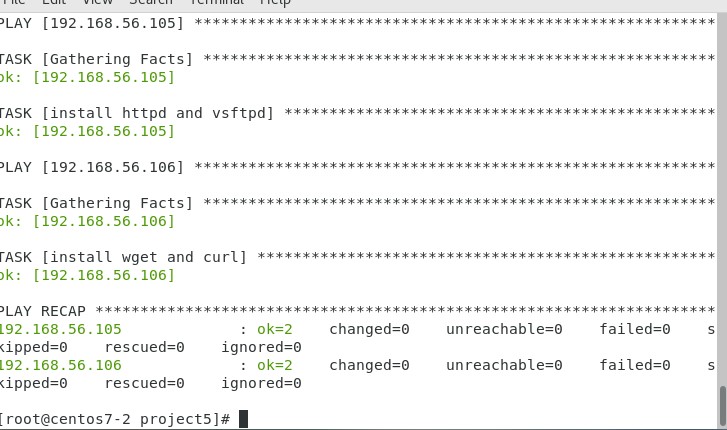 File Edit View Search Terminal Help
PLAY [192.168.56.105] **********************************************************
TASK [Gathering Facts] *********************************************************
ok: [192.168.56.105]
TASK [install httpd and vsftpd] ************************************************
ok: [192.168.56.105]
PLAY [192.168.56.106] **********************************************************
TASK [Gathering Facts] *********************************************************
ok: [192.168.56.106]
TASK [install wget and curl] ***************************************************
ok: [192.168.56.106]
PLAY RECAP *********************************************************************
192.168.56.105             : ok=2    changed=0    unreachable=0    failed=0    s
kipped=0    rescued=0    ignored=0
192.168.56.106             : ok=2    changed=0    unreachable=0    failed=0    s
kipped=0    rescued=0    ignored=0
[root@centos7-2 project5]#